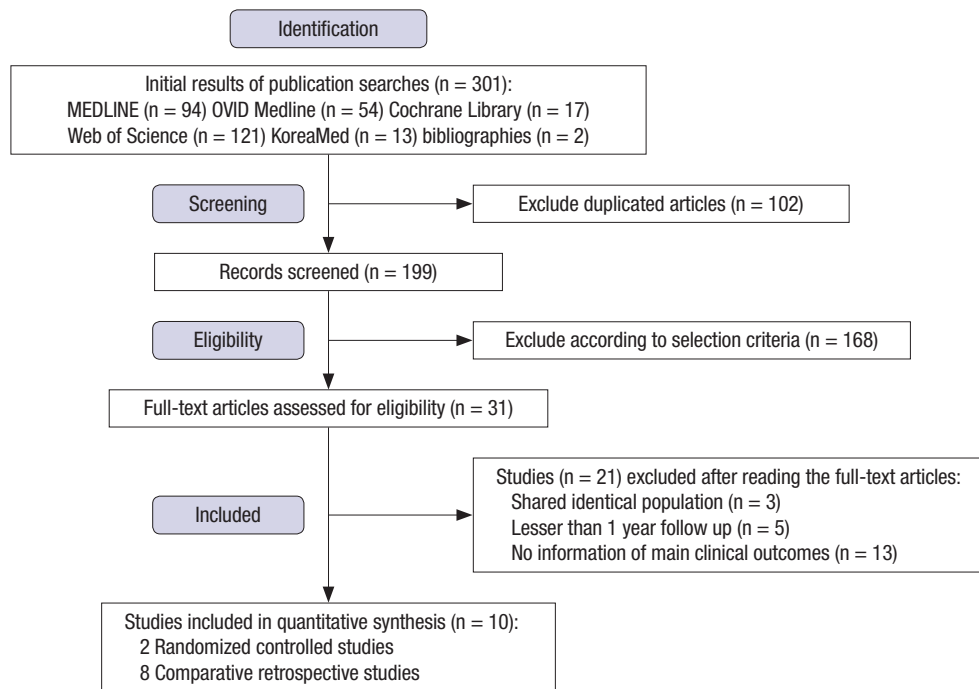 Identification
Initial results of publication searches (n = 301):
MEDLINE (n = 94) OVID Medline (n = 54) Cochrane Library (n = 17)
Web of Science (n = 121) KoreaMed (n = 13) bibliographies (n = 2)
Screening
Exclude duplicated articles (n = 102)
Records screened (n = 199)
Eligibility
Exclude according to selection criteria (n = 168)
Full-text articles assessed for eligibility (n = 31)
Included
Studies (n = 21) excluded after reading the full-text articles:
Shared identical population (n = 3)
Lesser than 1 year follow up (n = 5)
No information of main clinical outcomes (n = 13)
Studies included in quantitative synthesis (n = 10):
2 Randomized controlled studies
8 Comparative retrospective studies